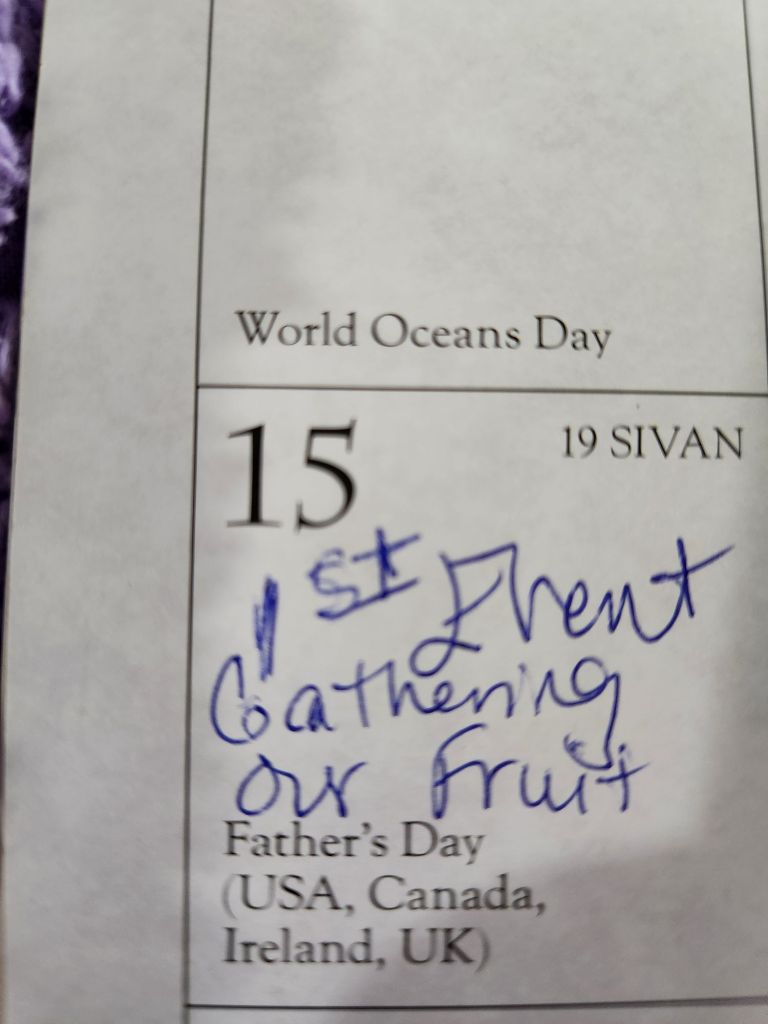 World Oceans Day
15
19 SIVAN
1st Event
Gathering
our Fruit
Father's Day
(USA, Canada,
Ireland, UK)